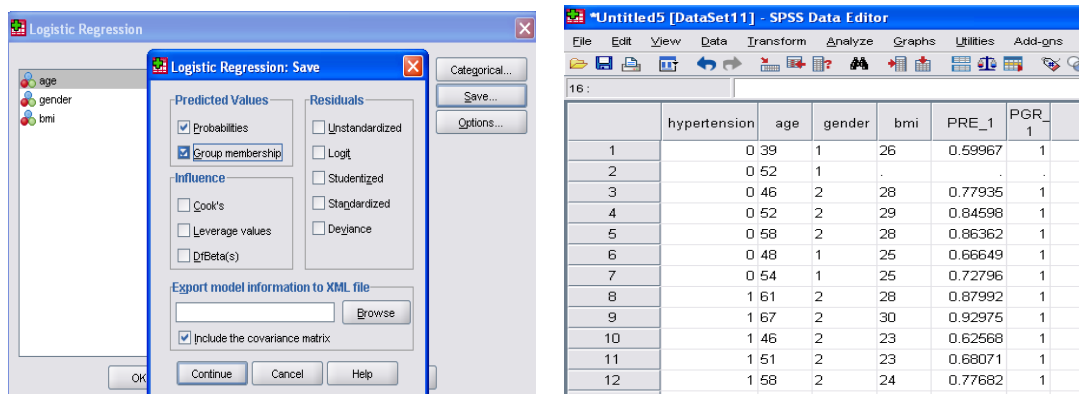 Logistic Regression
age
gender
bmi
Categorical...
Save...
Options...
OK
Logistic Regression: Save
Predicted Values
Probabilities
Group membership
Influence
Cook's
Leverage values
DfBeta(s)
Residuals
Unstandardized
Logit
Studentized
Standardized
Deviance
Export model information to XML file
Browse
Include the covariance matrix
Continue Cancel Help
*Untitled5 [DataSet11] - SPSS Data Editor
File Edit View Data Transform Analyze Graphs Utilities Add-ons
16 :
hypertension age gender bmi PRE_1 PGR_1
1 0 39 1 26 0.59967 1
2 0 52 1 . . .
3 0 46 2 28 0.77935 1
4 0 52 2 29 0.84598 1
5 0 58 2 28 0.86362 1
6 0 48 1 25 0.66649 1
7 0 54 1 25 0.72796 1
8 1 61 2 28 0.87992 1
9 1 67 2 30 0.92975 1
10 1 46 2 23 0.62568 1
11 1 51 2 23 0.68071 1
12 1 58 2 24 0.77682 1